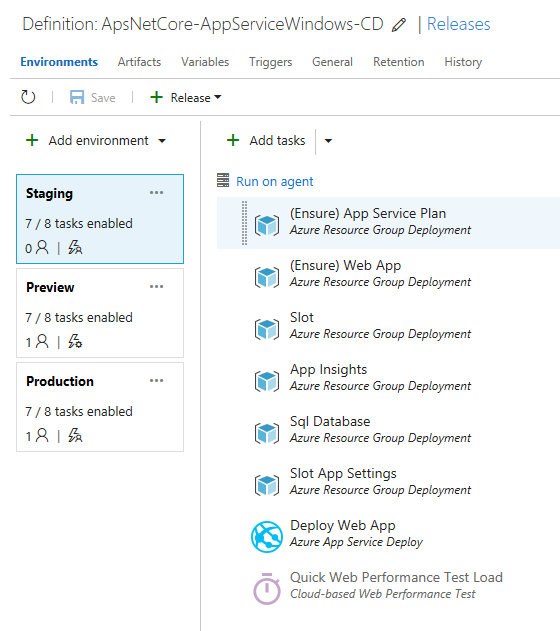 Definition: ApsNetCore-AppServiceWindows-CD | Releases
Environments Artifacts Variables Triggers General Retention History
Save + Release
+ Add environment
+ Add tasks
Staging ...
7 / 8 tasks enabled
0 |
Preview ...
7 / 8 tasks enabled
1 |
Production ...
7 / 8 tasks enabled
1 |
Run on agent
(Ensure) App Service Plan
Azure Resource Group Deployment
(Ensure) Web App
Azure Resource Group Deployment
Slot
Azure Resource Group Deployment
App Insights
Azure Resource Group Deployment
Sql Database
Azure Resource Group Deployment
Slot App Settings
Azure Resource Group Deployment
Deploy Web App
Azure App Service Deploy
Quick Web Performance Test Load
Cloud-based Web Performance Test